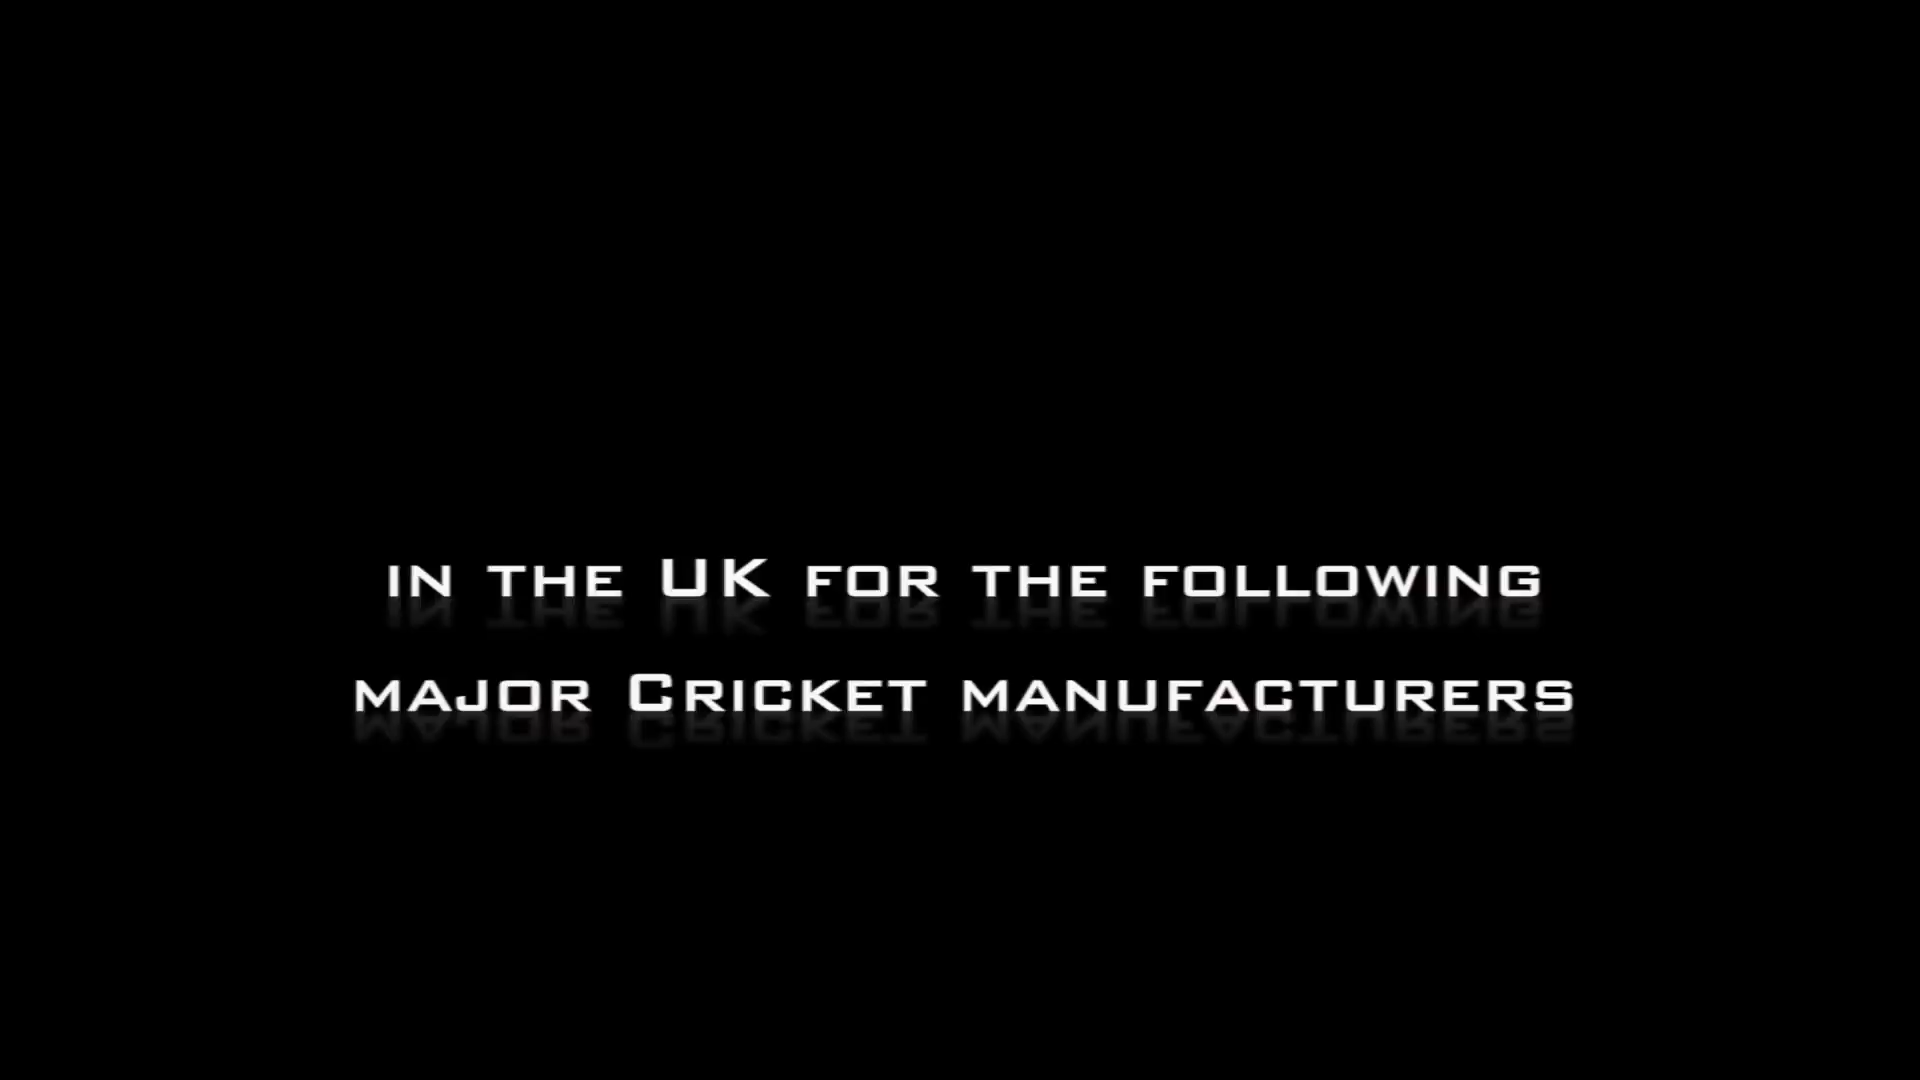 in the UK for the following
major Cricket manufacturers